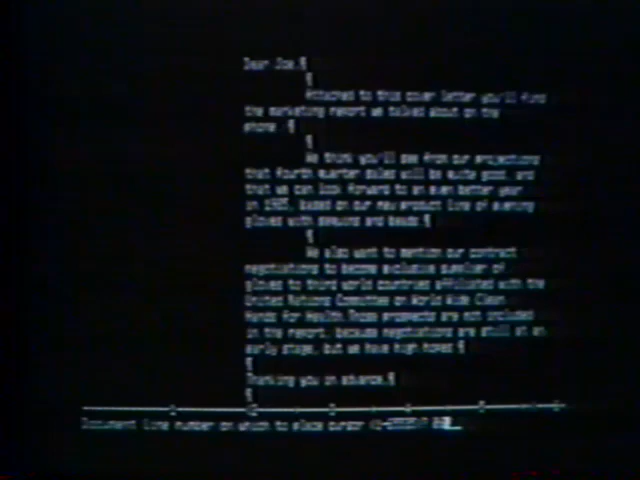 Dear Joe,¶
¶
Attached to this cover letter you'll find
the marketing report we talked about on the
phone. ¶
¶
We think you'll see from our projections
that fourth quarter sales will be quite good, and
that we can look forward to an even better year
in 1985, based on our new product line of evening
gloves with sequins and beads.¶
¶
We also want to mention our contract
negotiations to become exclusive supplier of
gloves to third world countries affiliated with the
United Nations Committee on World Wide Clean
Hands for Health.Those prospects are not included
in the report, because negotiations are still at an
early stage, but we have high hopes ¶
¶
Thanking you in advance,¶
¶
Document line number on which to place cursor